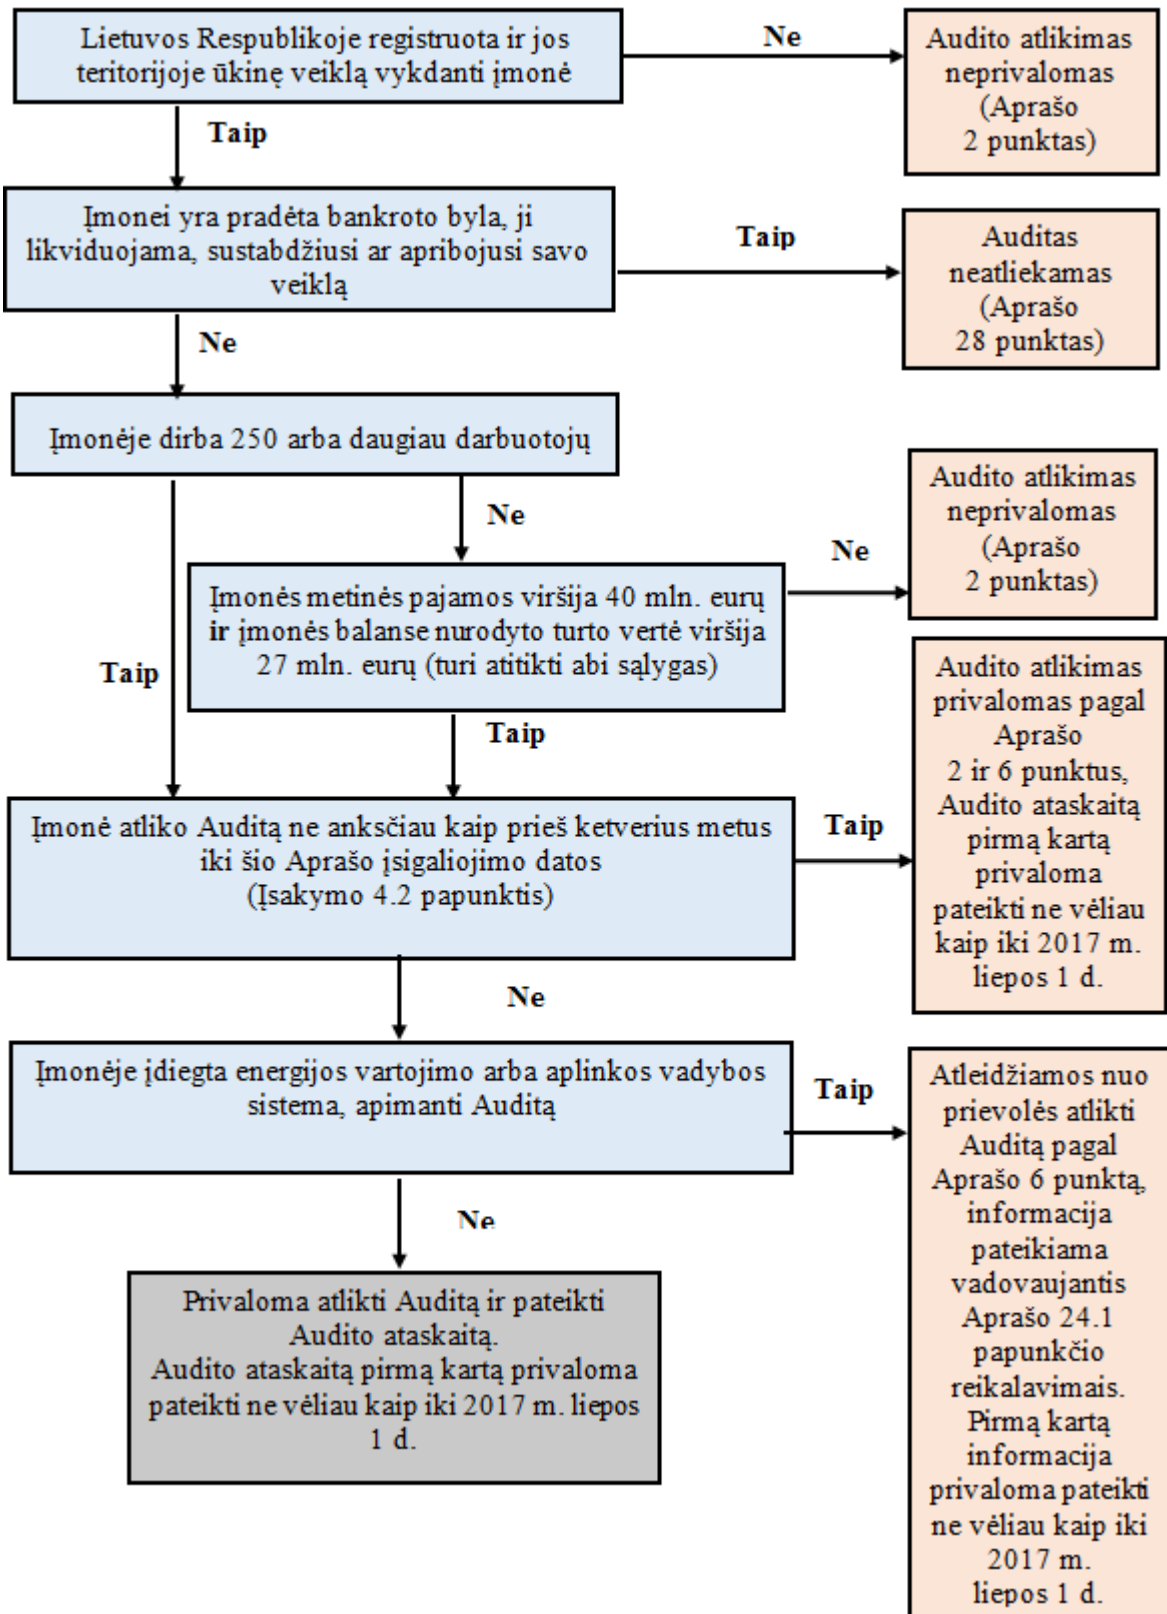 Lietuvos Respublikoje registruota ir jos
teritorijoje ūkinę veiklą vykdanti įmonė
Ne
Audito atlikimas
neprivalomas
(Aprašo
2 punktas)
Taip
Įmonei yra pradėta bankroto byla, ji
likviduojama, sustabdžiusi ar apribojusi savo
veiklą
Taip
Auditas
neatliekamas
(Aprašo
28 punktas)
Ne
Įmonėje dirba 250 arba daugiau darbuotojų
Ne
Įmonės metinės pajamos viršija 40 mln. eurų
ir įmonės balanse nurodyto turto vertė viršija
27 mln. eurų (turi atitikti abi sąlygas)
Ne
Audito atlikimas
neprivalomas
(Aprašo
2 punktas)
Taip
Taip
Įmonė atliko Auditą ne anksčiau kaip prieš ketverius metus
iki šio Aprašo įsigaliojimo datos
(Įsakymo 4.2 papunktis)
Taip
Audito atlikimas
privalomas pagal
Aprašo
2 ir 6 punktus,
Audito ataskaitą
pirmą kartą
privaloma
pateikti ne vėliau
kaip iki 2017 m.
liepos 1 d.
Ne
Įmonėje įdiegta energijos vartojimo arba aplinkos vadybos
sistema, apimanti Auditą
Taip
Atleidžiamos nuo
prievolės atlikti
Auditą pagal
Aprašo 6 punktą,
informacija
pateikiama
vadovaujantis
Aprašo 24.1
papunkčio
reikalavimais.
Pirmą kartą
informacija
privaloma pateikti
ne vėliau kaip iki
2017 m.
liepos 1 d.
Ne
Privaloma atlikti Auditą ir pateikti
Audito ataskaitą.
Audito ataskaitą pirmą kartą privaloma
pateikti ne vėliau kaip iki 2017 m. liepos
1 d.